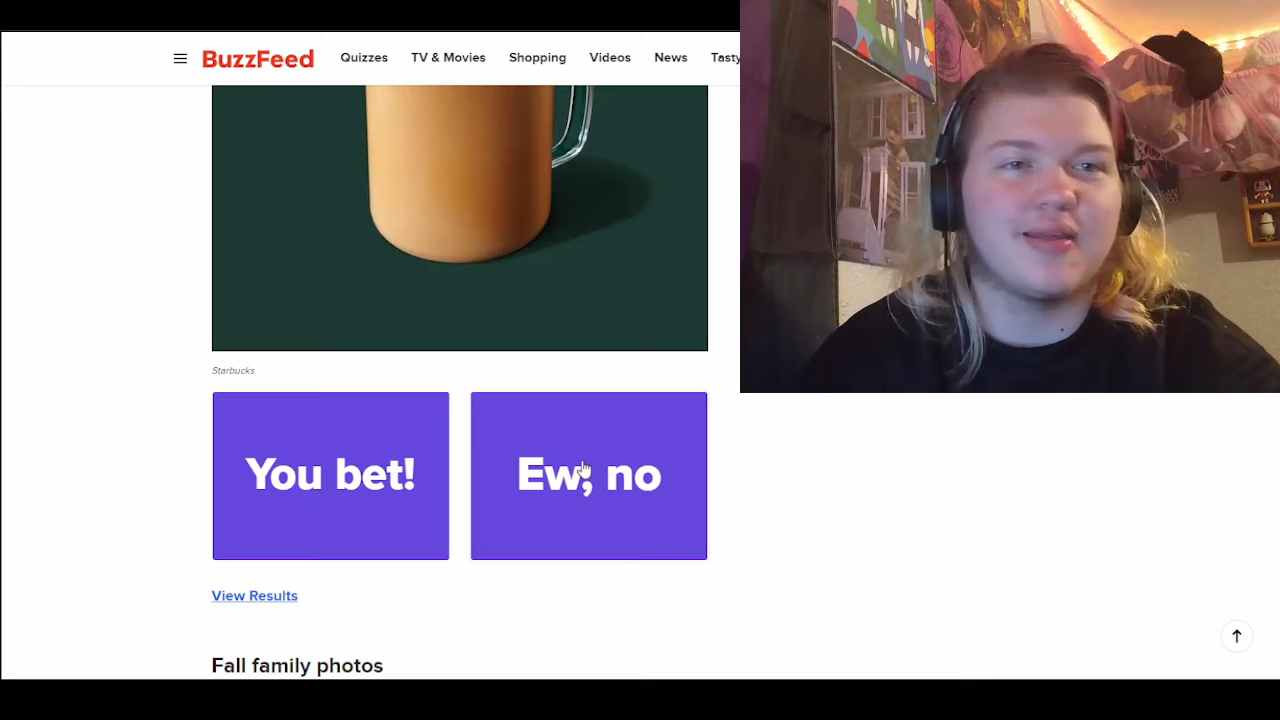 BuzzFeed Quizzes TV & Movies Shopping Videos News Tasty
Starbucks
You bet! Ew, no
View Results
Fall family photos